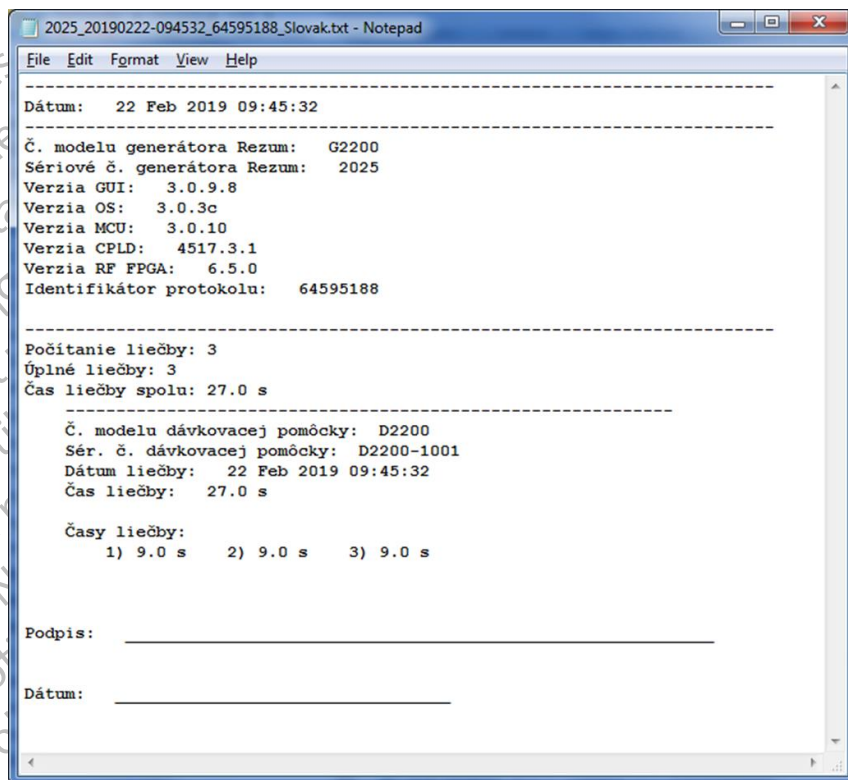 2025_20190222-094532_64595188_Slovak.txt - Notepad
File Edit Format View Help
--------------------------------------------------------------------------
Dátum: 22 Feb 2019 09:45:32
--------------------------------------------------------------------------
Č. modelu generátora Rezum: G2200
Sériové č. generátora Rezum: 2025
Verzia GUI: 3.0.9.8
Verzia OS: 3.0.3c
Verzia MCU: 3.0.10
Verzia CPLD: 4517.3.1
Verzia RF FPGA: 6.5.0
Identifikátor protokolu: 64595188
--------------------------------------------------------------------------
Počítanie liečby: 3
Úplné liečby: 3
Čas liečby spolu: 27.0 s
------------------------------------------------------------
Č. modelu dávkovacej pomôcky: D2200
Sér. č. dávkovacej pomôcky: D2200-1001
Dátum liečby: 22 Feb 2019 09:45:32
Čas liečby: 27.0 s
Časy liečby:
1) 9.0 s 2) 9.0 s 3) 9.0 s
Podpis: __________________________________________________________
Dátum: _________________________________